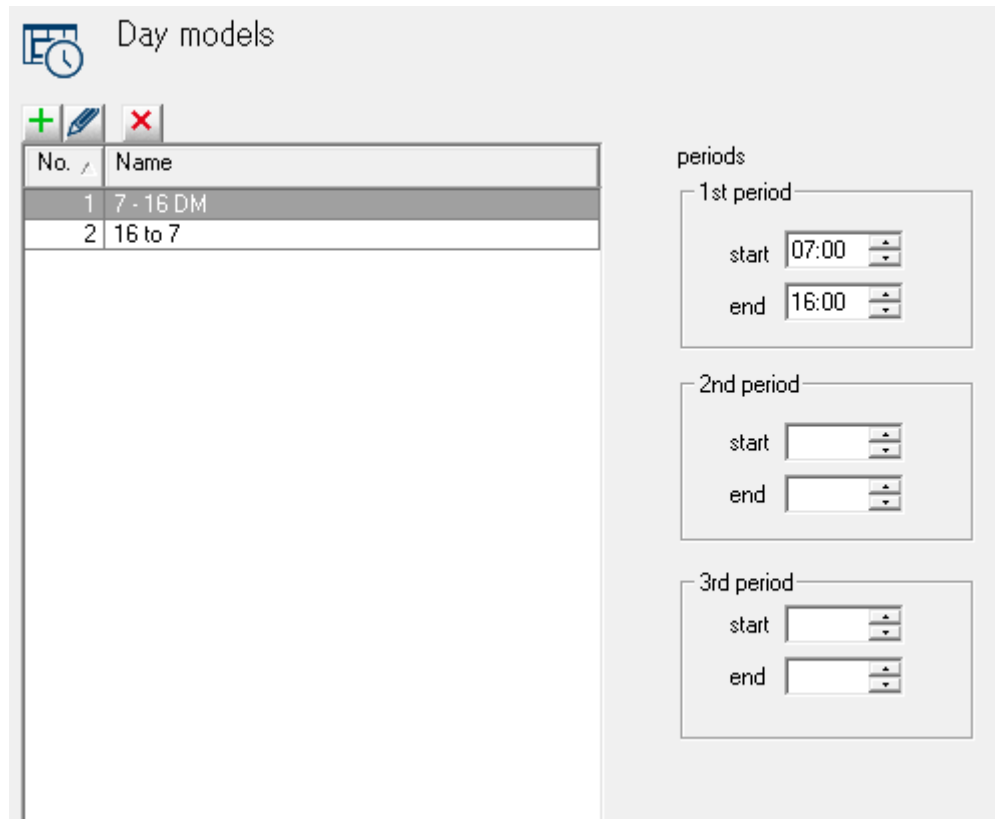 Day models
No. Name
1 7 - 16 DM
2 16 to 7
periods
1st period
start 07:00
end 16:00
2nd period
start
end
3rd period
start
end